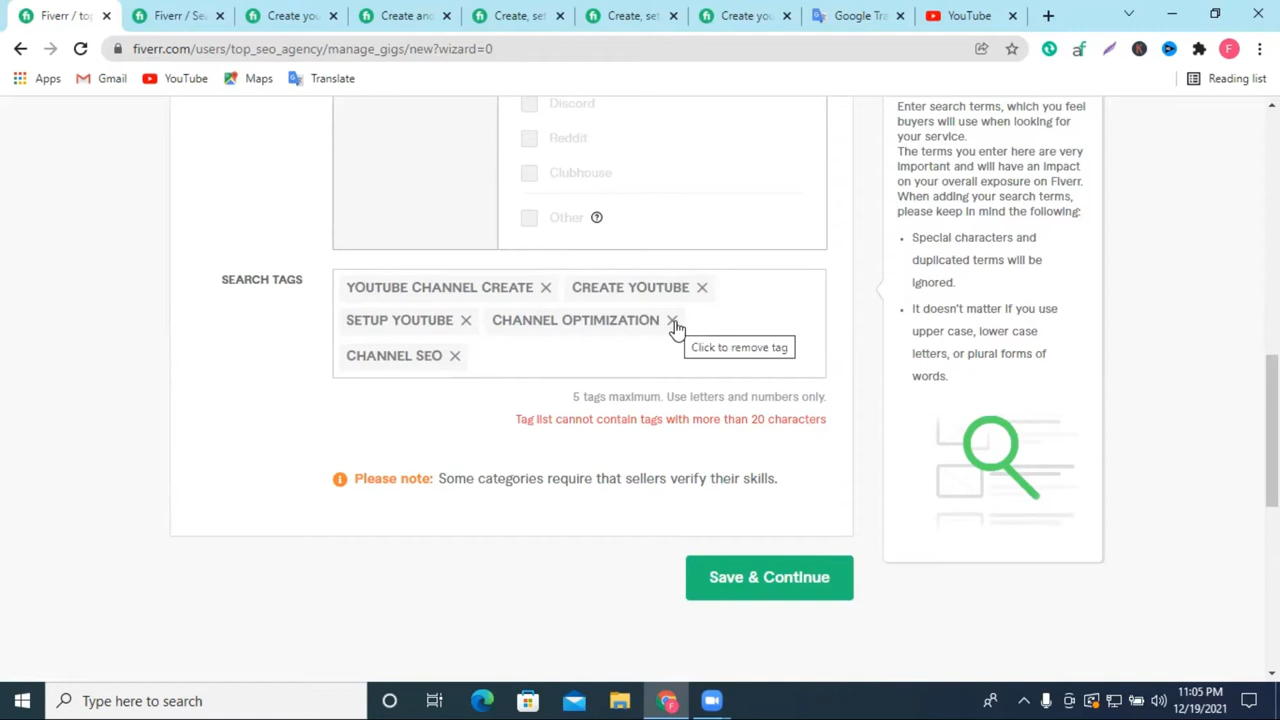 Fiverr / top
Fiverr / Se
Create you
Create and
Create, set
Create, set
Create you
Google Tra
YouTube
fiverr.com/users/top_seo_agency/manage_gigs/new?wizard=0
Apps
Gmail
YouTube
Maps
Translate
Reading list
Discord
Reddit
Clubhouse
Other
Enter search terms, which you feel
buyers will use when looking for
your service.
The terms you enter here are very
important and will have an impact
on your overall exposure on Fiverr.
When adding your search terms,
please keep in mind the following:
• Special characters and
duplicated terms will be
ignored.
• It doesn't matter if you use
upper case, lower case
letters, or plural forms of
words.
SEARCH TAGS
YOUTUBE CHANNEL CREATE
CREATE YOUTUBE
SETUP YOUTUBE
CHANNEL OPTIMIZATION
Click to remove tag
CHANNEL SEO
5 tags maximum. Use letters and numbers only.
Tag list cannot contain tags with more than 20 characters
Please note: Some categories require that sellers verify their skills.
Save & Continue
Type here to search
11:05 PM
12/19/2021